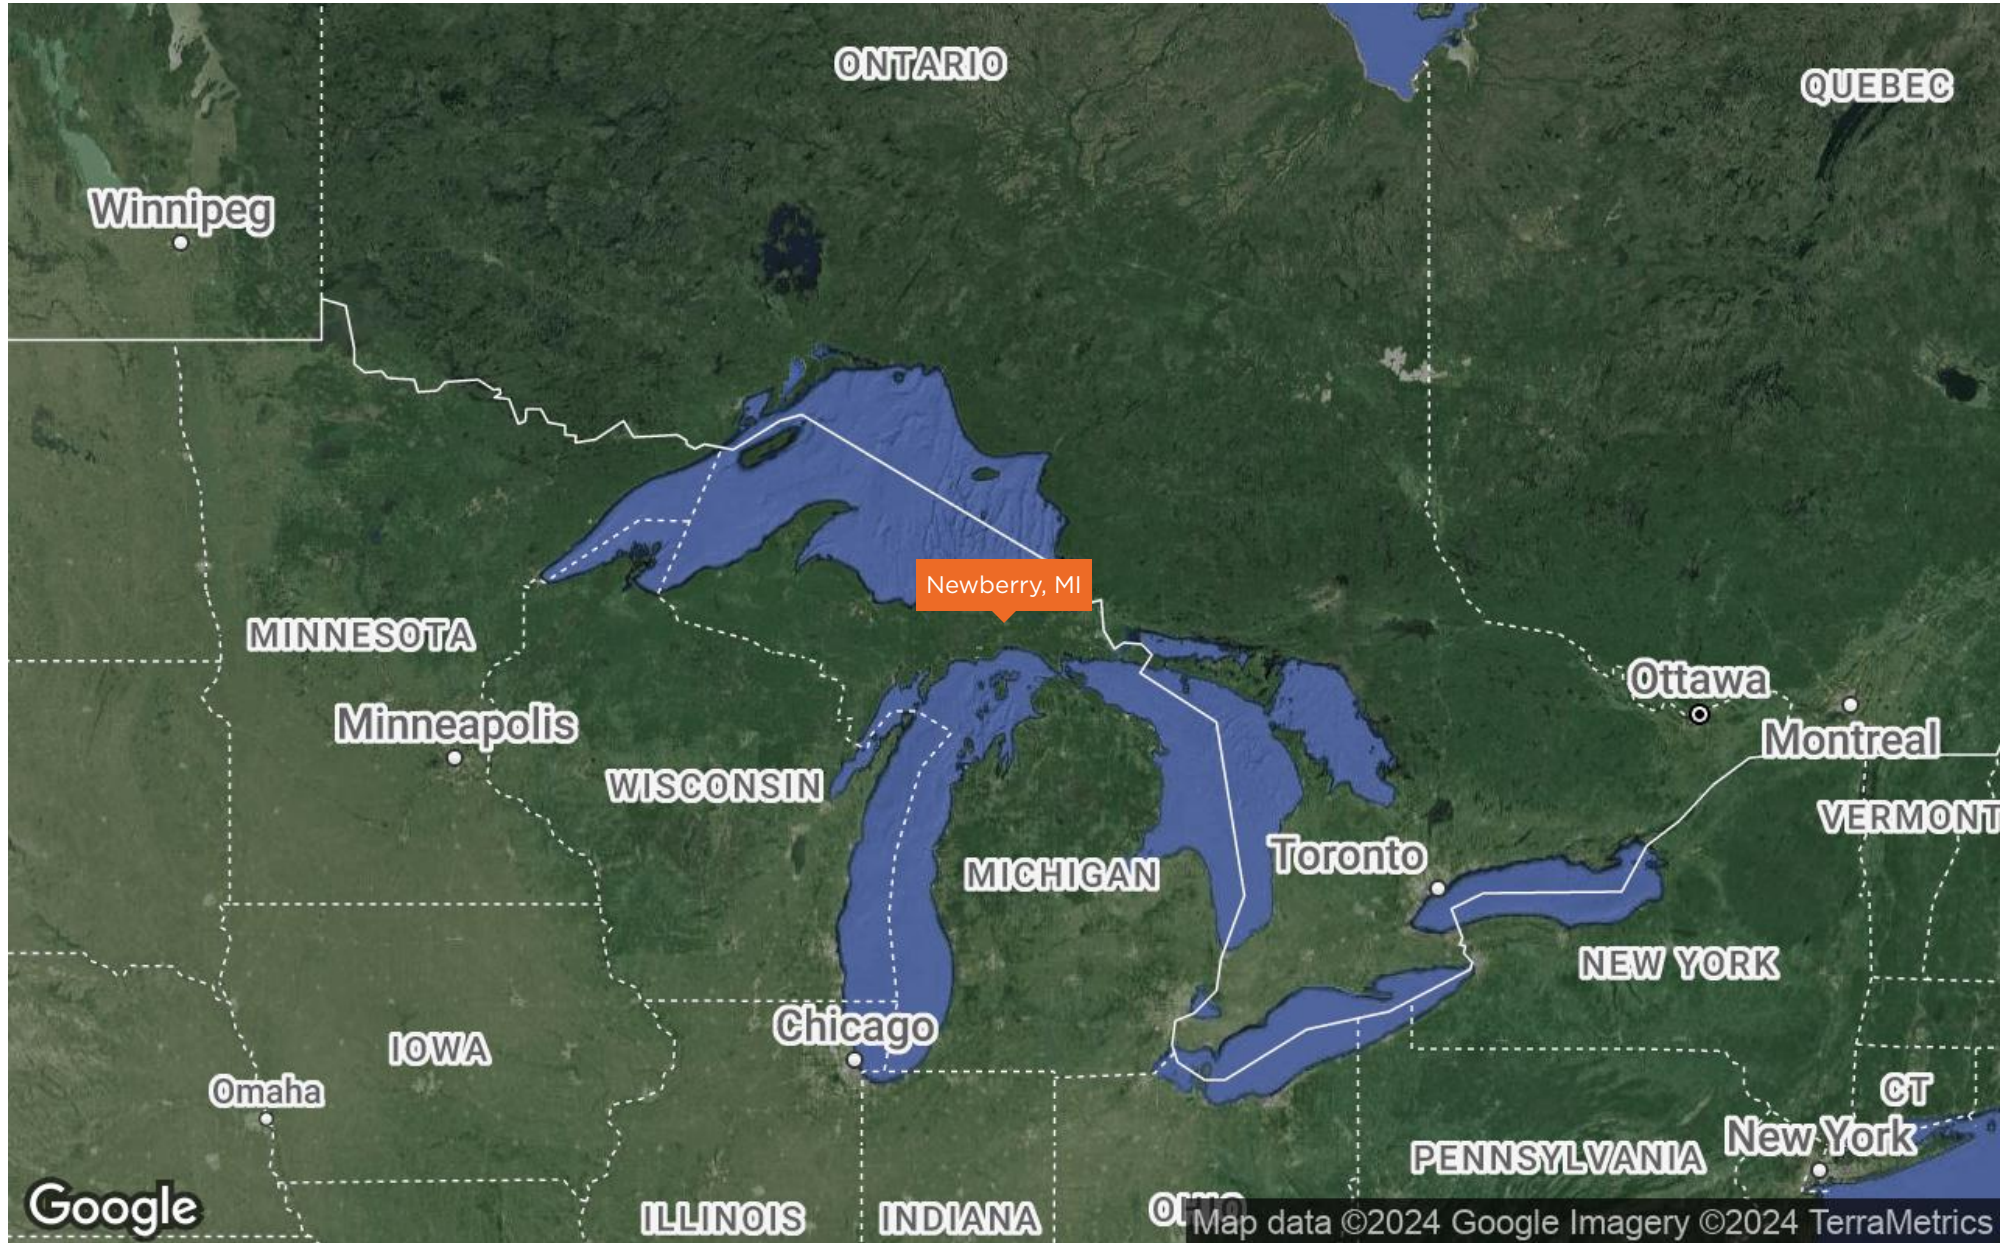 ONTARIO
QUEBEC
Winnipeg
Newberry, MI
MINNESOTA
Ottawa
Minneapolis
Montreal
WISCONSIN
VERMONT
Toronto
MICHIGAN
NEW YORK
Chicago
IOWA
Omaha
CT
New York
PENNSYLVANIA
Google
ILLINOIS
INDIANA
OHIO
Map data ©2024 Google Imagery ©2024 TerraMetrics